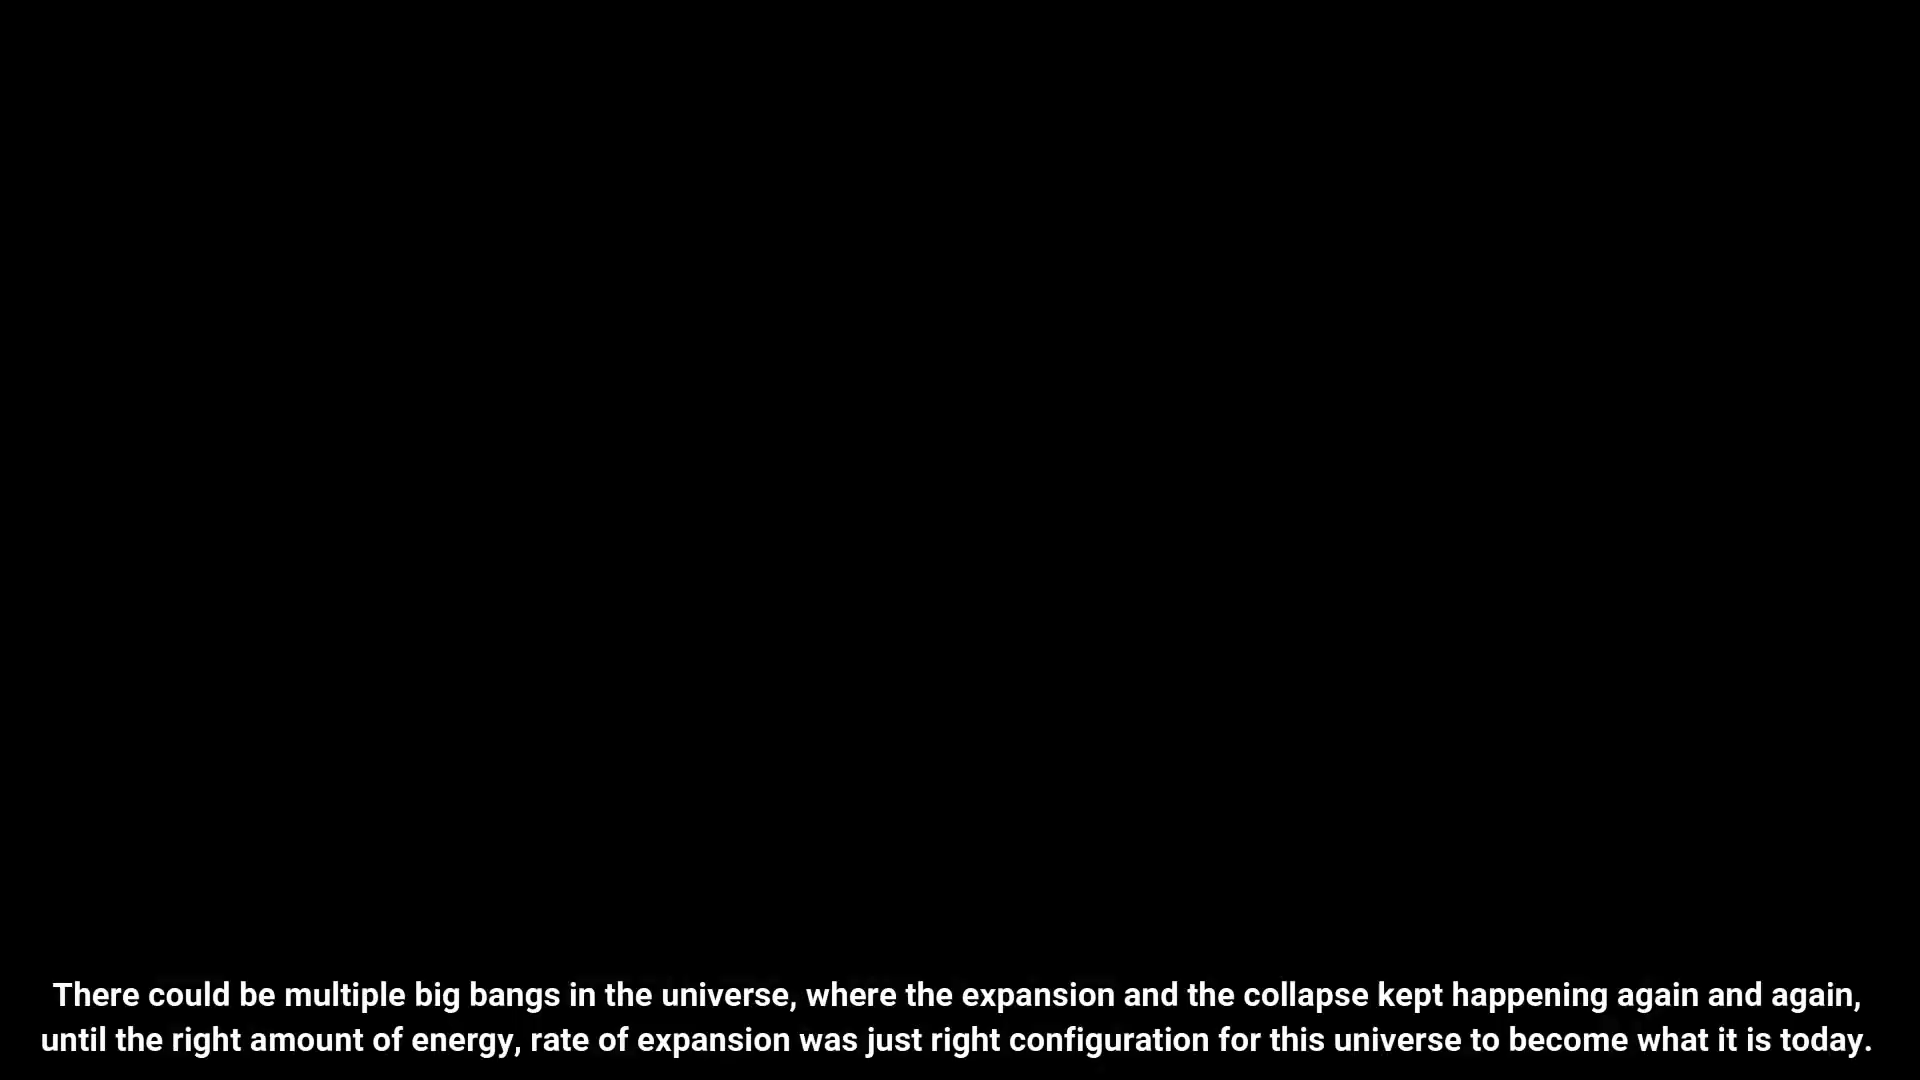 There could be multiple big bangs in the universe, where the expansion and the collapse kept happening again and again,
until the right amount of energy, rate of expansion was just right configuration for this universe to become what it is today.